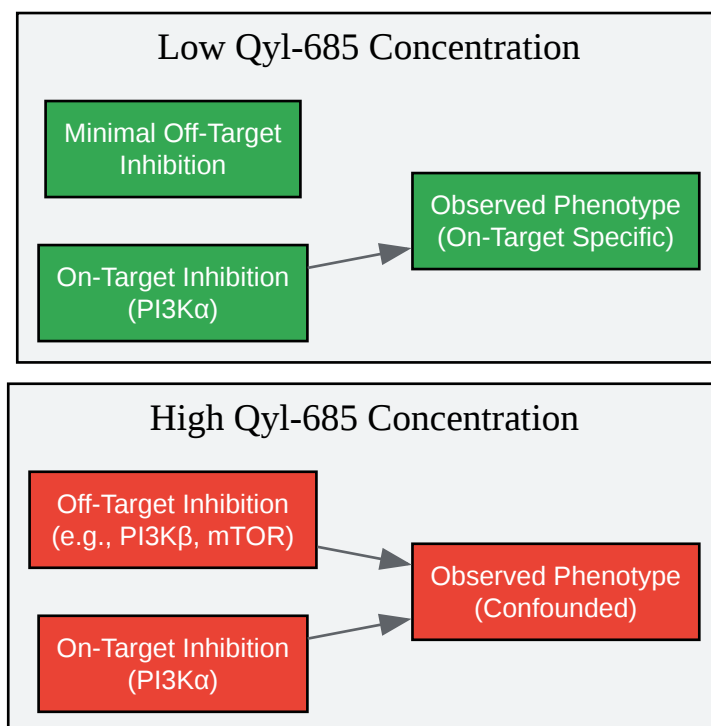 Low Qyl-685 Concentration
Minimal Off-Target
Inhibition
Observed Phenotype
(On-Target Specific)
On-Target Inhibition
(PI3Kα)
High Qyl-685 Concentration
Off-Target Inhibition
(e.g., PI3Kβ, mTOR)
Observed Phenotype
(Confounded)
On-Target Inhibition
(PI3Kα)